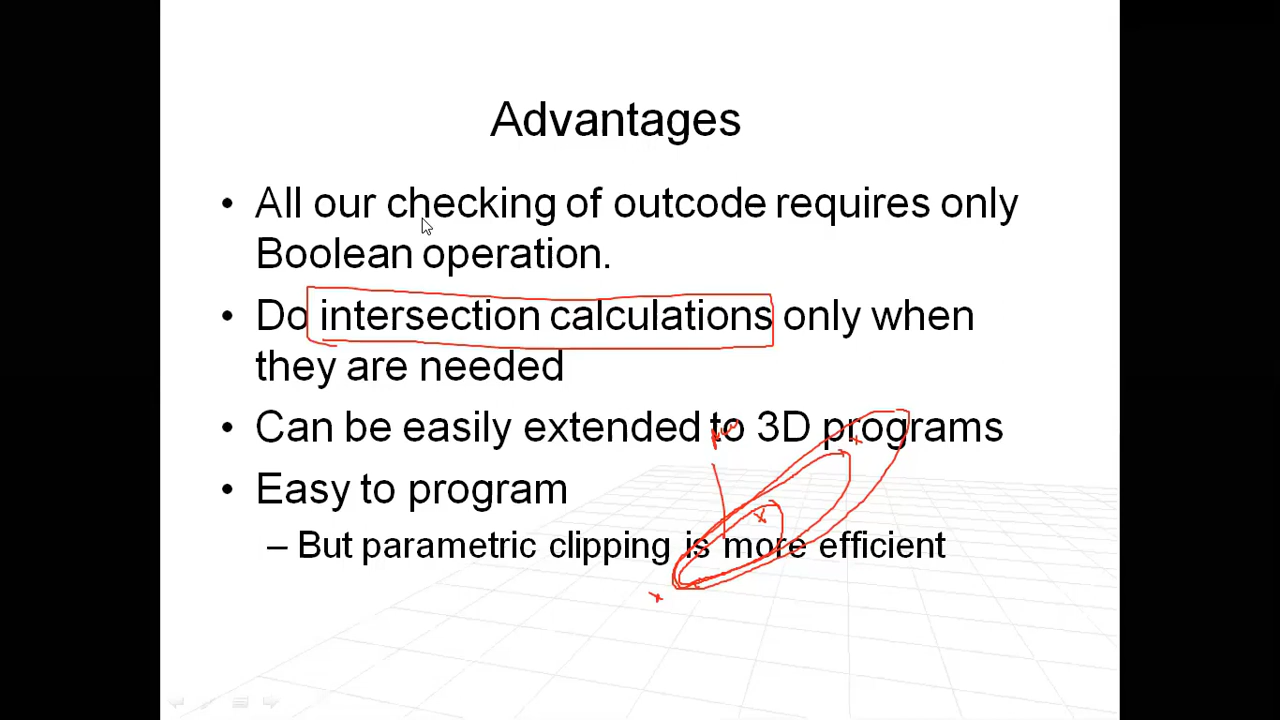 Advantages
• All our checking of outcode requires only
Boolean operation.
• Do intersection calculations only when
they are needed
• Can be easily extended to 3D programs
• Easy to program
– But parametric clipping is more efficient